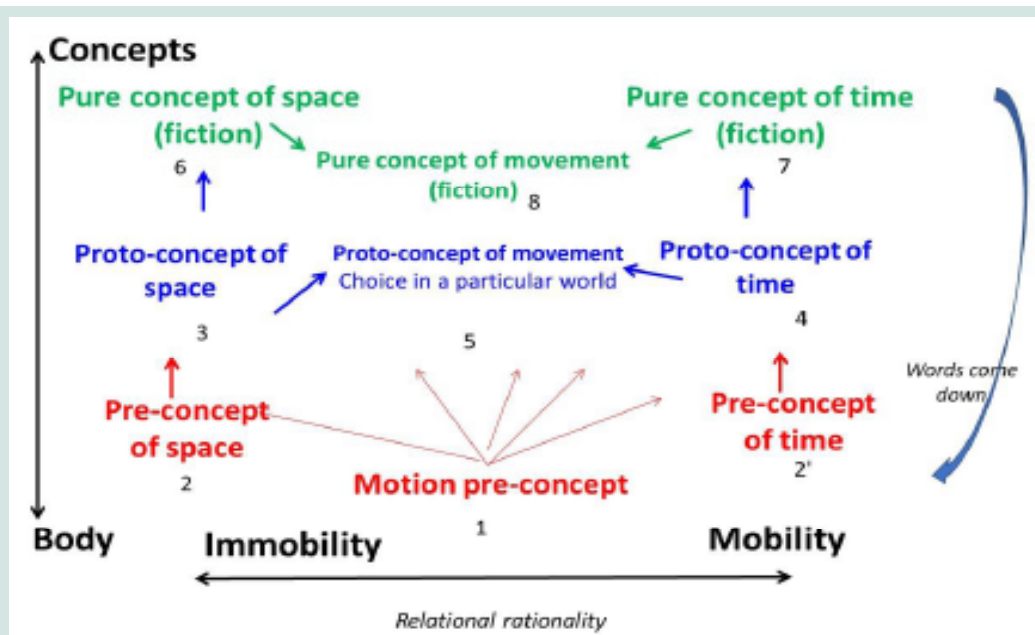 Concepts
Pure concept of space
(fiction)
6
Pure concept of time
(fiction)
7
Pure concept of movement
(fiction)
8
Proto-concept of
space
3
Proto-concept of movement
Choice in a particular world
5
Proto-concept of
time
4
Words come
down
Pre-concept
of space
2
Pre-concept
of time
2'
Motion pre-concept
1
Body
Immobility
Mobility
Relational rationality